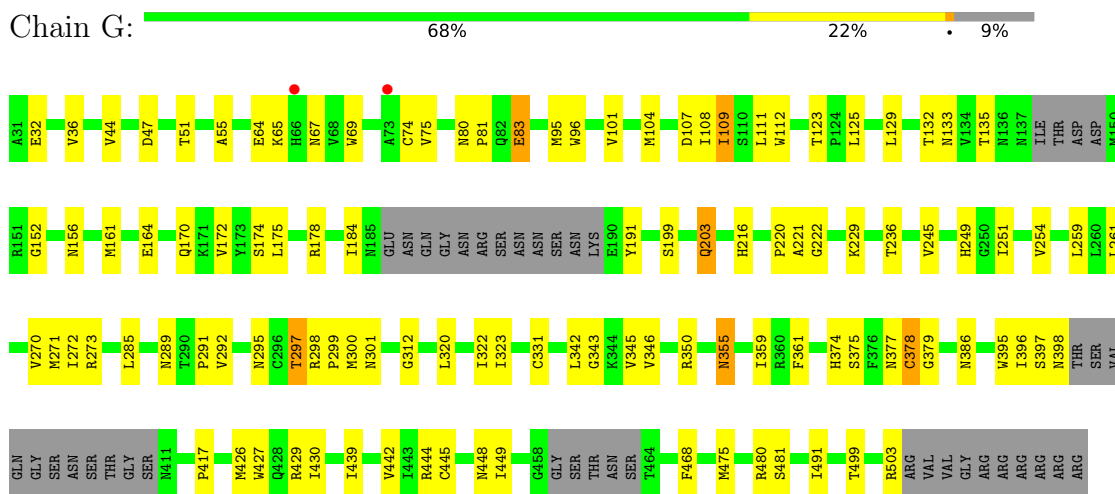 Chain G:
68% 22% • 9%
A31 E32 V36 V44 D47 T51 A55 E64 K65 H66 N67 V68 W69 A73 C74 V75 N80 P81 Q82 E83 M95 W96 V101 M104 D107 I108 I109 S110 L111 W112 T123 P124 L125 L129 T132 N133 V134 T135 N136 N137 ILE THR ASP ASP M150
R151 G152 N156 M161 E164 Q170 K171 V172 Y173 S174 L175 R178 I184 N185 GLU ASN GLN GLY ASN ARG SER ASN ASN SER ASN LYS E190 Y191 S199 Q203 H216 P220 A221 G222 K229 T236 V245 H249 G250 I251 V254 L259 L260 L261
V270 M271 I272 R273 L285 N289 T290 P291 V292 N295 C296 T297 R298 P299 M300 N301 G312 L320 I322 I323 C331 L342 G343 K344 V345 V346 R350 N355 I359 R360 F361 H374 S375 F376 N377 C378 G379 N386 W395 I396 S397 N398 THR SER VAL
GLN GLY SER ASN SER THR GLY SER N411 P417 M426 W427 Q428 R429 I430 I439 V442 I443 R444 C445 N448 I449 G458 GLY SER THR ASN SER T464 F468 M475 R480 S481 I491 T499 R503 ARG VAL VAL GLY ARG ARG ARG ARG ARG ARG